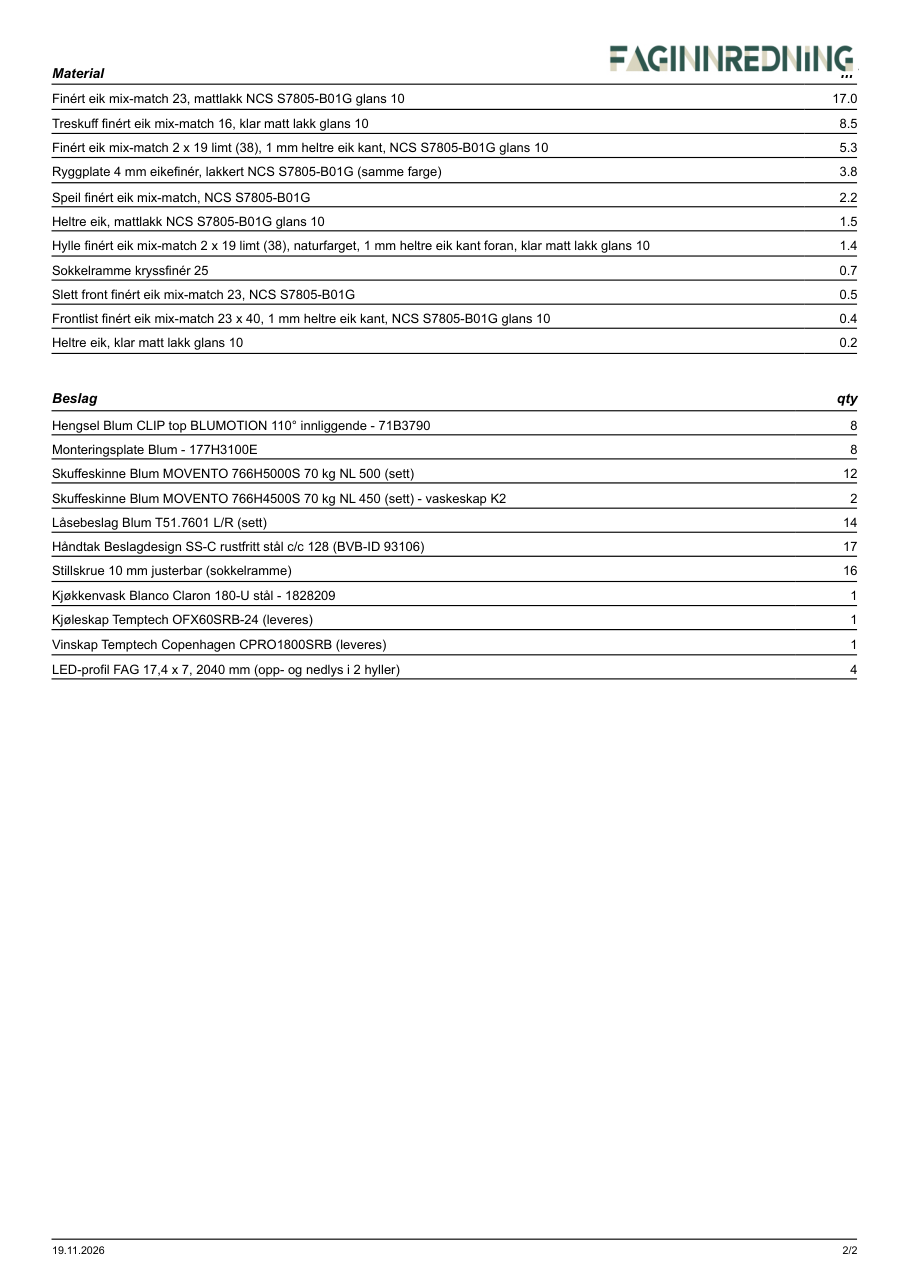 FAGINNREDNiNG
Material
Finért eik mix-match 23, mattlakk NCS S7805-B01G glans 10 17.0
Treskuff finért eik mix-match 16, klar matt lakk glans 10 8.5
Finért eik mix-match 2 x 19 limt (38), 1 mm heltre eik kant, NCS S7805-B01G glans 10 5.3
Ryggplate 4 mm eikefinér, lakkert NCS S7805-B01G (samme farge) 3.8
Speil finért eik mix-match, NCS S7805-B01G 2.2
Heltre eik, mattlakk NCS S7805-B01G glans 10 1.5
Hylle finért eik mix-match 2 x 19 limt (38), naturfarget, 1 mm heltre eik kant foran, klar matt lakk glans 10 1.4
Sokkelramme kryssfinér 25 0.7
Slett front finért eik mix-match 23, NCS S7805-B01G 0.5
Frontlist finért eik mix-match 23 x 40, 1 mm heltre eik kant, NCS S7805-B01G glans 10 0.4
Heltre eik, klar matt lakk glans 10 0.2
Beslag qty
Hengsel Blum CLIP top BLUMOTION 110° innliggende - 71B3790 8
Monteringsplate Blum - 177H3100E 8
Skuffeskinne Blum MOVENTO 766H5000S 70 kg NL 500 (sett) 12
Skuffeskinne Blum MOVENTO 766H4500S 70 kg NL 450 (sett) - vaskeskap K2 2
Låsebeslag Blum T51.7601 L/R (sett) 14
Håndtak Beslagdesign SS-C rustfritt stål c/c 128 (BVB-ID 93106) 17
Stillskrue 10 mm justerbar (sokkelramme) 16
Kjøkkenvask Blanco Claron 180-U stål - 1828209 1
Kjøleskap Temptech OFX60SRB-24 (leveres) 1
Vinskap Temptech Copenhagen CPRO1800SRB (leveres) 1
LED-profil FAG 17,4 x 7, 2040 mm (opp- og nedlys i 2 hyller) 4
19.11.2026 2/2